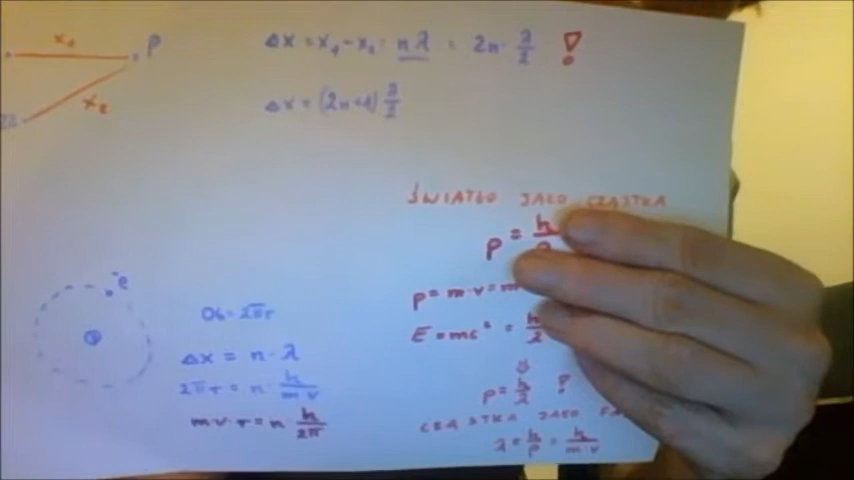 x₁ P
x₂
Δx = x₁ - x₂ = nλ = 2n · λ/2 !
Δx = (2n+1) λ/2
ŚWIATŁO JAKO CZĄSTKA
p = h
p = m·v = m
E = mc² = h
p = h/λ ?
CZĄSTKA JAKO
λ = h/p = h/m·v
-e
+
Ob = 2πr
Δx = n · λ
2πr = n · h/m v
m v · r = n h/2π